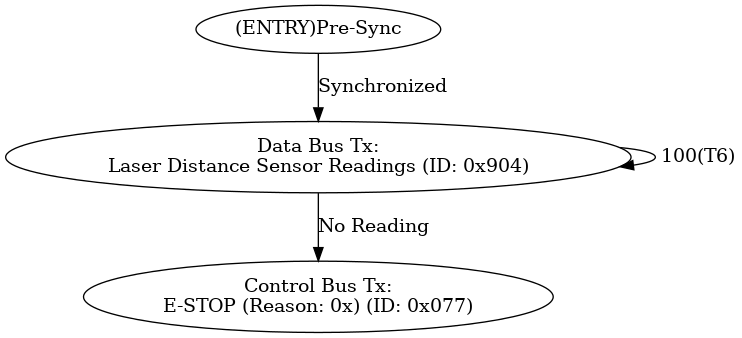 (ENTRY)Pre-Sync
Synchronized
Data Bus Tx:
Laser Distance Sensor Readings (ID: 0x904)
100(T6)
No Reading
Control Bus Tx:
E-STOP (Reason: 0x) (ID: 0x077)